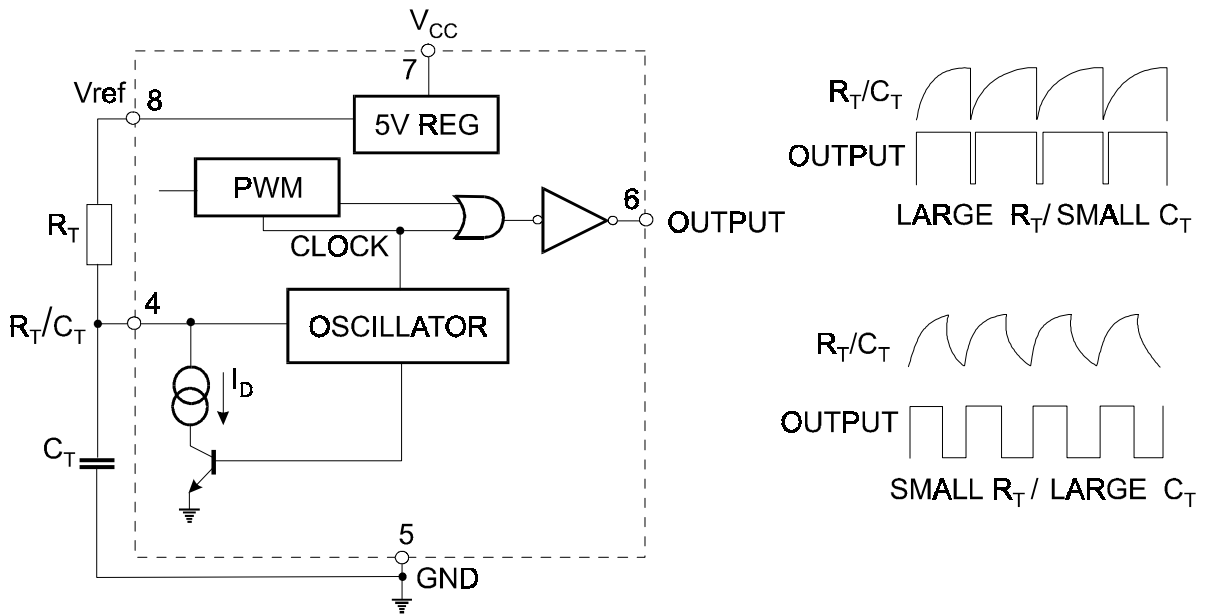 V_CC
7
Vref
8
5V REG
PWM
R_T
CLOCK
6
OUTPUT
4
R_T/C_T
OSCILLATOR
I_D
C_T
5
GND
R_T/C_T
OUTPUT
LARGE R_T/ SMALL C_T
R_T/C_T
OUTPUT
SMALL R_T / LARGE C_T